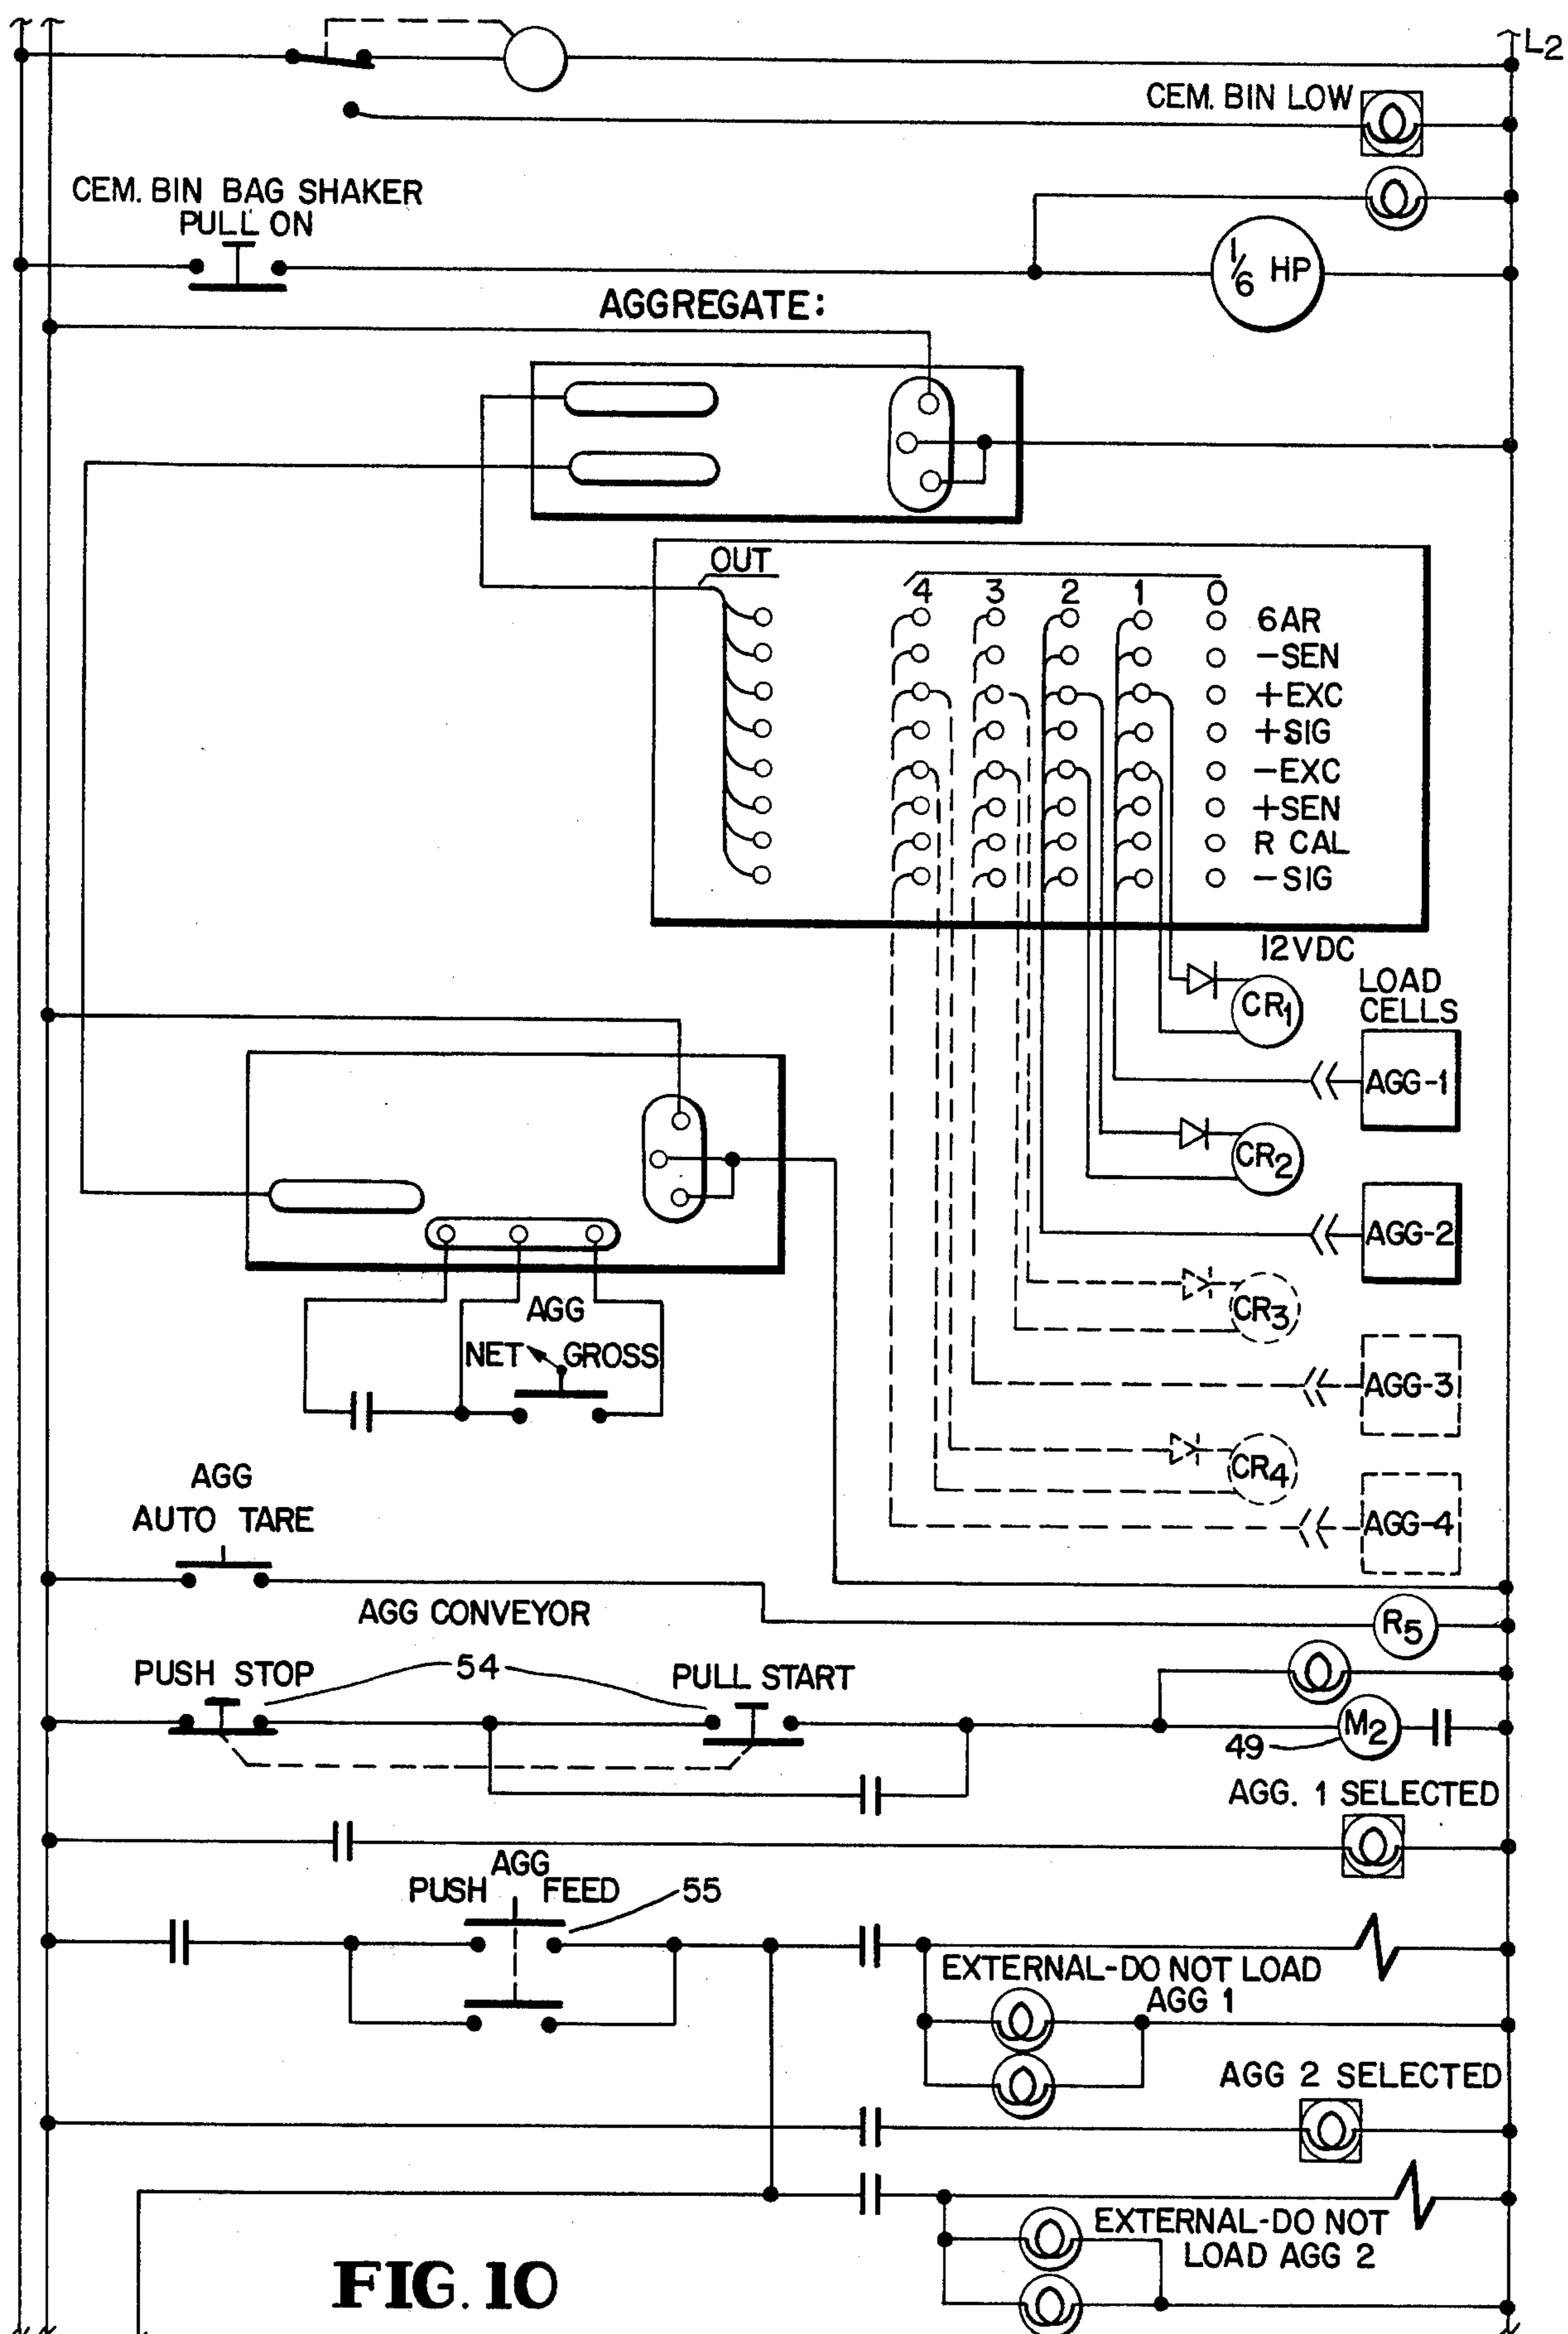 L2
CEM. BIN LOW
CEM. BIN BAG SHAKER
PULL ON
1/6 HP
AGGREGATE:
OUT
4 3 2 1 0
6AR
-SEN
+EXC
+SIG
-EXC
+SEN
R CAL
-SIG
12VDC
LOAD
CELLS
CR1
AGG-1
CR2
AGG-2
CR3
AGG-3
CR4
AGG-4
AGG
NET GROSS
AGG
AUTO TARE
AGG CONVEYOR
R5
PUSH STOP
54
PULL START
M2
49
AGG. 1 SELECTED
AGG
PUSH FEED
55
EXTERNAL-DO NOT LOAD
AGG 1
AGG 2 SELECTED
EXTERNAL-DO NOT
LOAD AGG 2
FIG. 10